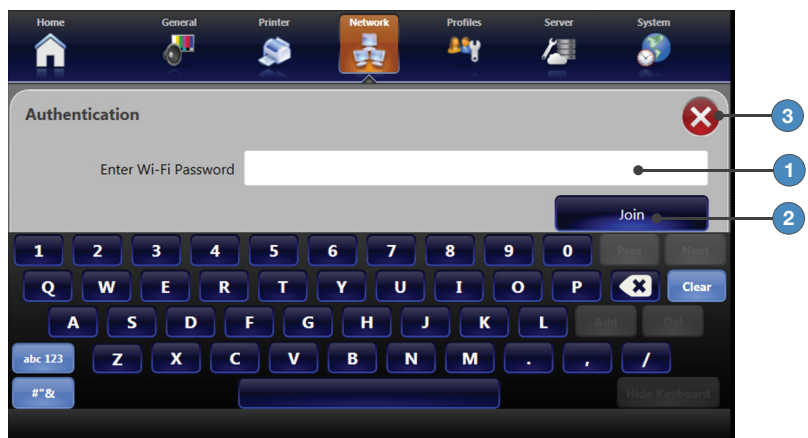 Home General Printer Network Profiles Server System
Authentication
3
Enter Wi-Fi Password
1
Join
2
1 2 3 4 5 6 7 8 9 0 Prev Next
Q W E R T Y U I O P Clear
A S D F G H J K L Add Del
abc 123 Z X C V B N M . , /
#"& Hide Keyboard